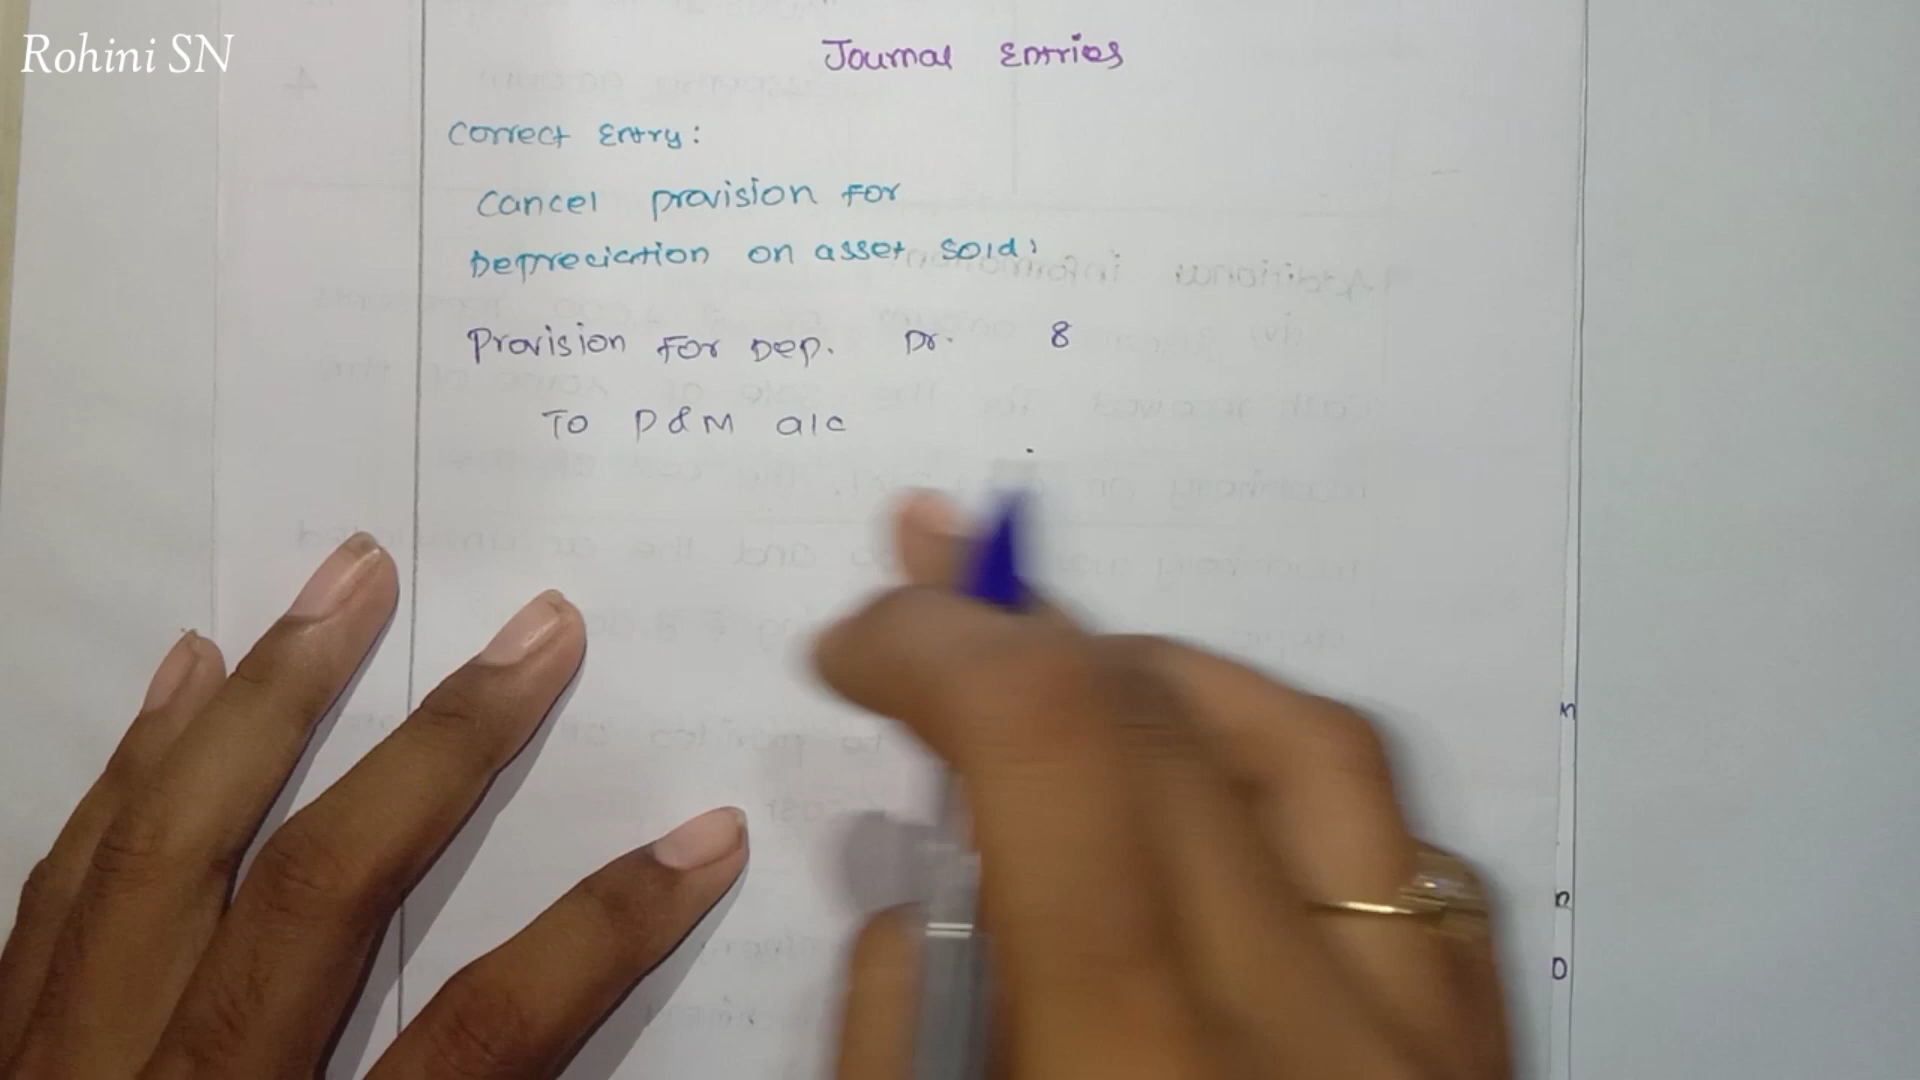 Rohini SN
Journal Entries
Correct Entry:
Cancel provision for
Depreciation on asset sold:
Provision for Dep. Dr. 8
To P&M a/c
n
n
D